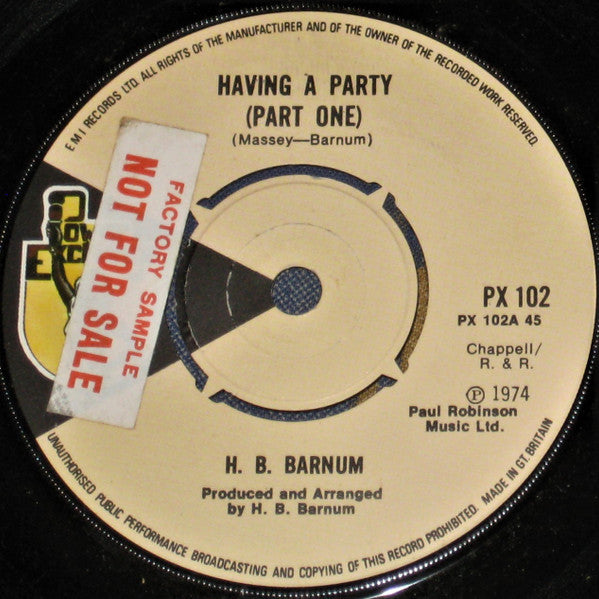 EMI RECORDS LTD. ALL RIGHTS OF THE MANUFACTURER AND OF THE OWNER OF THE RECORDED WORK RESERVED
HAVING A PARTY
(PART ONE)
(Massey—Barnum)
FACTORY SAMPLE
NOT FOR SALE
PX 102
PX 102A 45
Chappell/
R. & R.
Ⓟ 1974
Paul Robinson
Music Ltd.
H. B. BARNUM
Produced and Arranged
by H. B. Barnum
UNAUTHORISED PUBLIC PERFORMANCE BROADCASTING AND COPYING OF THIS RECORD PROHIBITED. MADE IN GT. BRITAIN